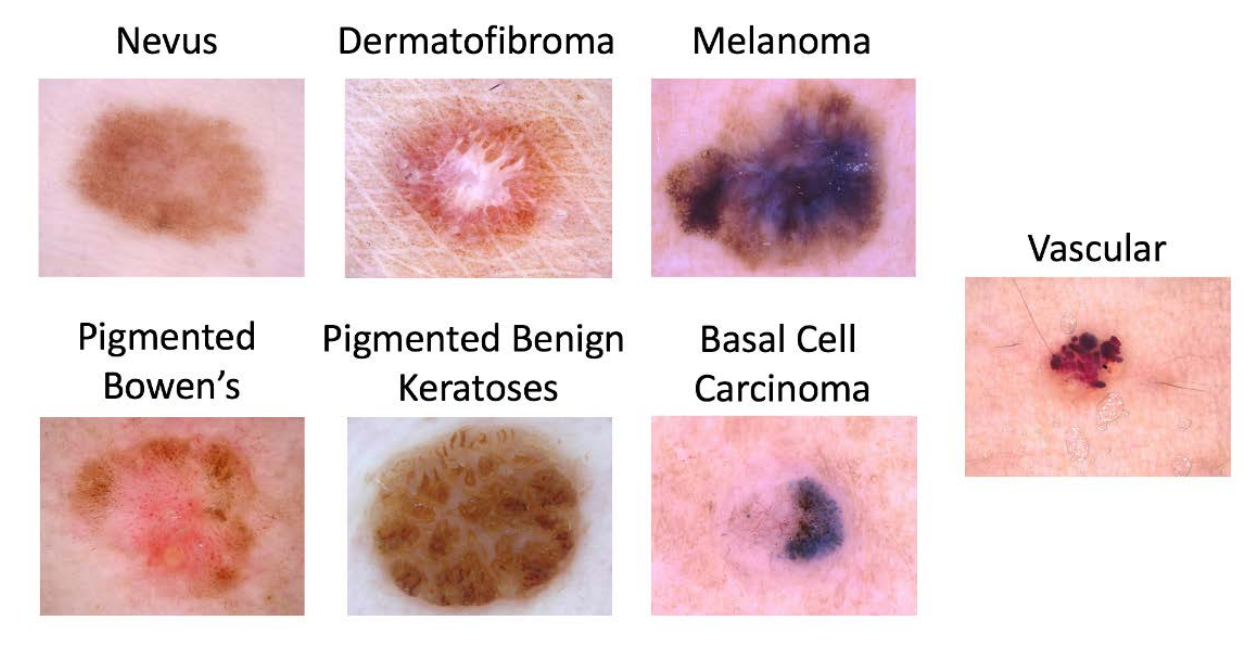 Nevus
Dermatofibroma
Melanoma
Vascular
Pigmented
Bowen's
Pigmented Benign
Keratoses
Basal Cell
Carcinoma